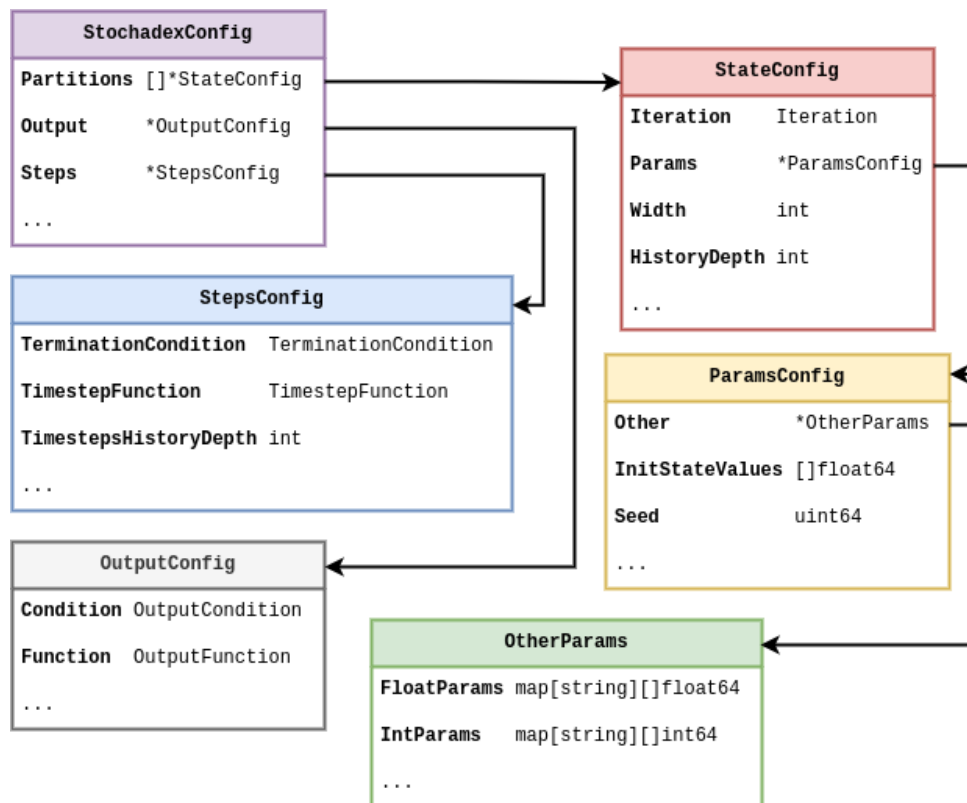 StochadexConfig
Partitions []*StateConfig
Output *OutputConfig
Steps *StepsConfig
...
StateConfig
Iteration Iteration
Params *ParamsConfig
Width int
HistoryDepth int
...
StepsConfig
TerminationCondition TerminationCondition
TimestepFunction TimestepFunction
TimestepsHistoryDepth int
...
ParamsConfig
Other *OtherParams
InitStateValues []float64
Seed uint64
...
OutputConfig
Condition OutputCondition
Function OutputFunction
...
OtherParams
FloatParams map[string][]float64
IntParams map[string][]int64
...